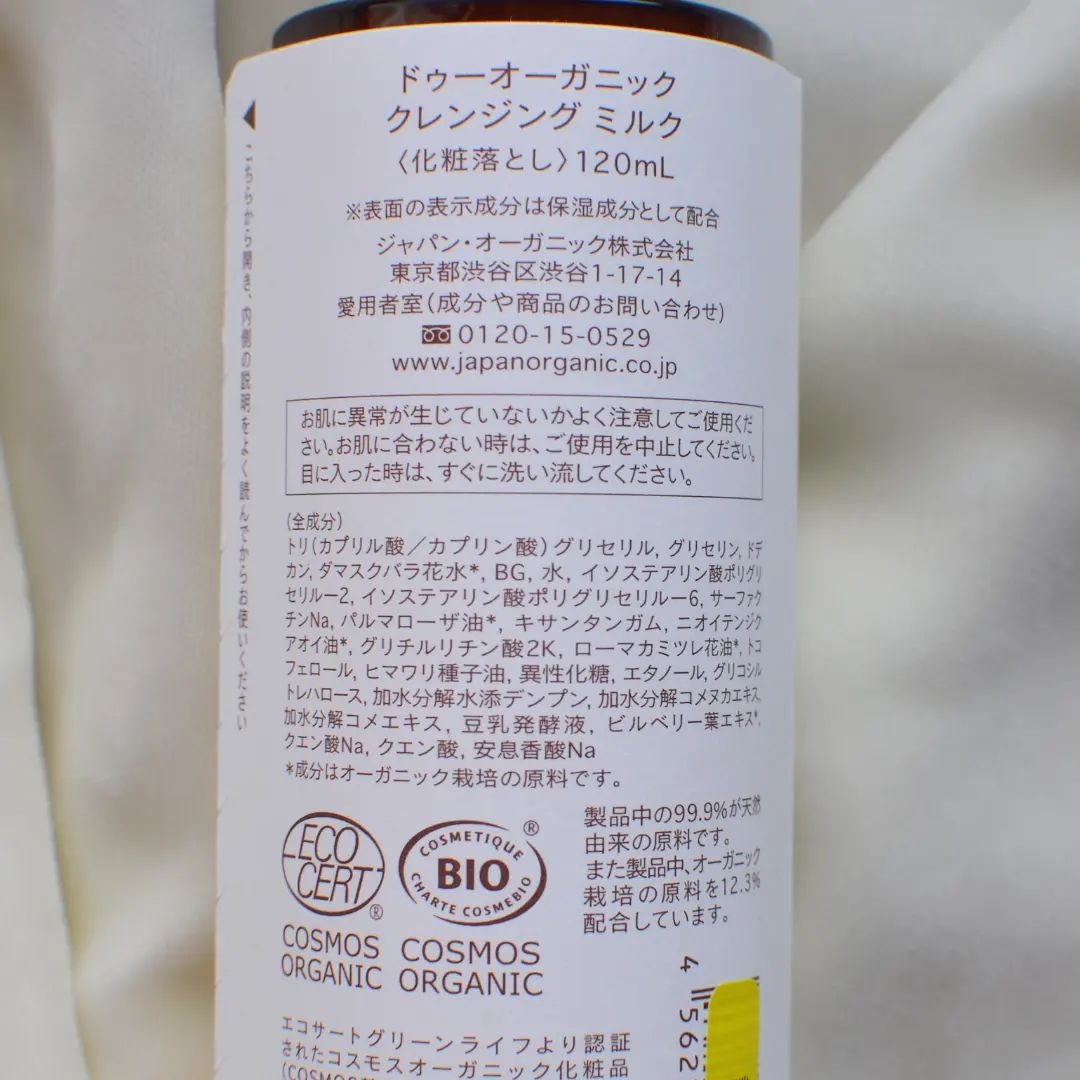 ドゥーオーガニック
クレンジング ミルク
〈化粧落とし〉120mL
※表面の表示成分は保湿成分として配合
ジャパン・オーガニック株式会社
東京都渋谷区渋谷1-17-14
愛用者室(成分や商品のお問い合わせ)
0120-15-0529
www.japanorganic.co.jp
お肌に異常が生じていないかよく注意してご使用くだ
さい。お肌に合わない時は、ご使用を中止してください。
目に入った時は、すぐに洗い流してください。
(全成分)
トリ(カプリル酸/カプリン酸)グリセリル, グリセリン, ドデ
カン, ダマスクバラ花水*, BG, 水, イソステアリン酸ポリグリ
セリル-2, イソステアリン酸ポリグリセリル-6, サーファク
チンNa, パルマローザ油*, キサンタンガム, ニオイテンジク
アオイ油*, グリチルリチン酸2K, ローマカミツレ花油*, トコ
フェロール, ヒマワリ種子油, 異性化糖, エタノール, グリコシル
トレハロース, 加水分解水添デンプン, 加水分解コメヌカエキス,
加水分解コメエキス, 豆乳発酵液, ビルベリー葉エキス*,
クエン酸Na, クエン酸, 安息香酸Na
*成分はオーガニック栽培の原料です。
製品中の99.9%が天然
由来の原料です。
また製品中、オーガニック
栽培の原料を12.3%
配合しています。
ECO
CERT
®
COSMOS
ORGANIC
COSMETIQUE
BIO
CHARTE COSMEBIO
®
COSMOS
ORGANIC
エコサートグリーンライフより認証
されたコスモスオーガニック化粧品
(COSMOS
4 562
◀こちらから開き、内側の説明をよく読んでからお使いください